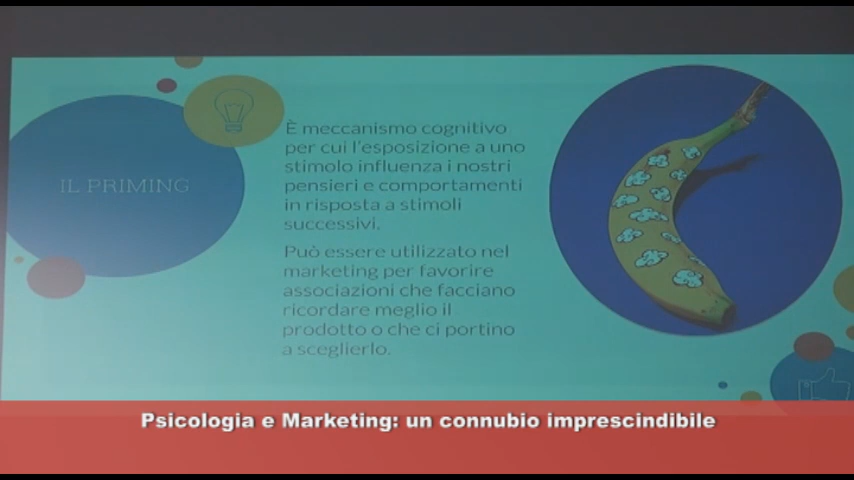 IL PRIMING
È meccanismo cognitivo
per cui l'esposizione a uno
stimolo influenza i nostri
pensieri e comportamenti
in risposta a stimoli
successivi.
Può essere utilizzato nel
marketing per favorire
associazioni che facciano
ricordare meglio il
prodotto o che ci portino
a sceglierlo.
Psicologia e Marketing: un connubio imprescindibile